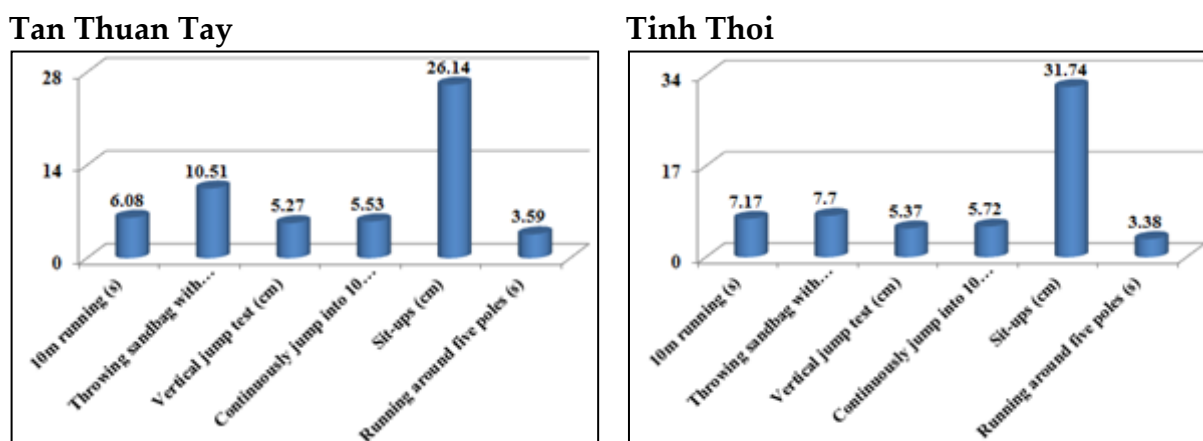 Tan Thuan Tay
28
14
0
6.08
10.51
5.27
5.53
26.14
3.59
10m running (s)
Throwing sandbag with…
Vertical jump test (cm)
Continuously jump into 10…
Sit-ups (cm)
Running around five poles (s)
Tinh Thoi
34
17
0
7.17
7.7
5.37
5.72
31.74
3.38
10m running (s)
Throwing sandbag with…
Vertical jump test (cm)
Continuously jump into 10…
Sit-ups (cm)
Running around five poles (s)